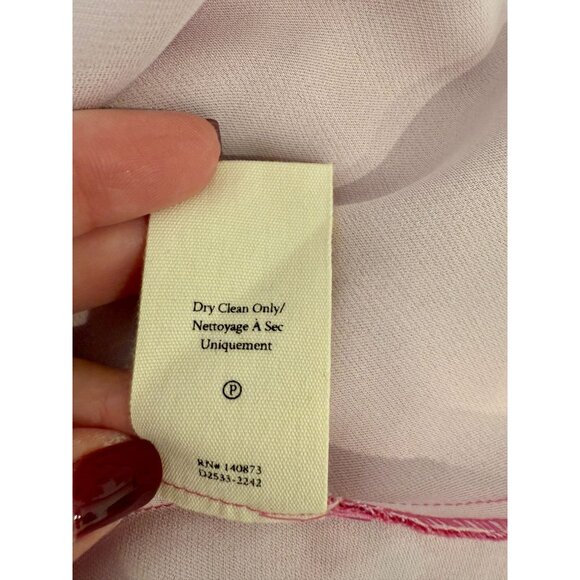 Dry Clean Only/
Nettoyage À Sec
Uniquement
P
RN# 140873
D2533-2242